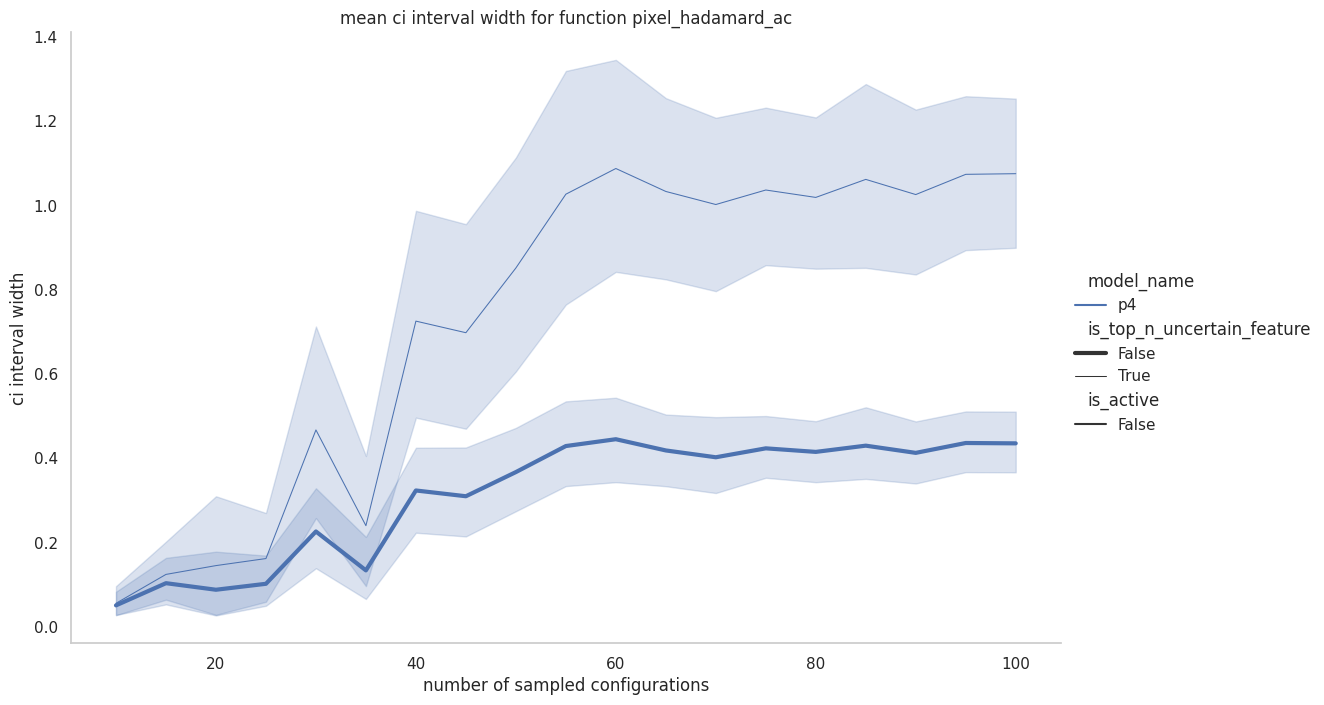 mean ci interval width for function pixel_hadamard_ac
1.4
1.2
1.0
0.8
0.6
0.4
0.2
0.0
ci interval width
20 40 60 80 100
number of sampled configurations
model_name
p4
is_top_n_uncertain_feature
False
True
is_active
False